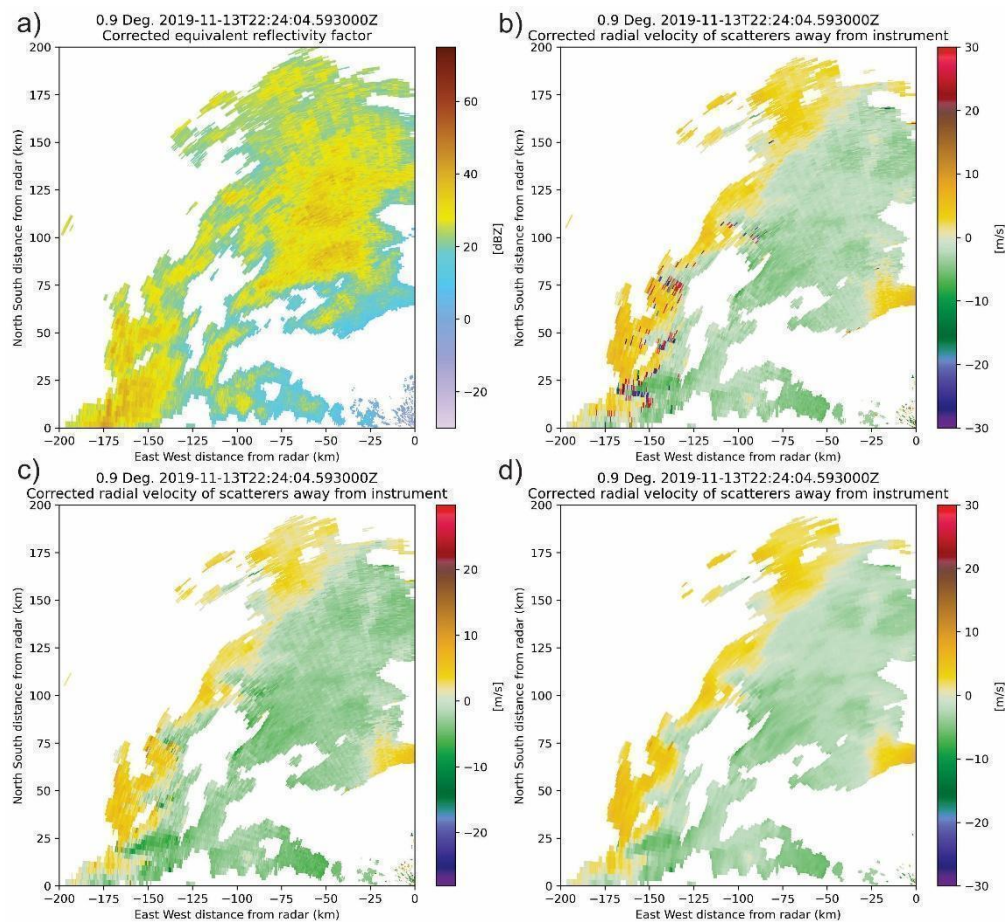 a)
0.9 Deg. 2019-11-13T22:24:04.593000Z
Corrected equivalent reflectivity factor
North South distance from radar (km)
200
175
150
125
100
75
50
25
0
−200 −175 −150 −125 −100 −75 −50 −25 0
East West distance from radar (km)
60
40
20
0
−20
[dBZ]
b)
0.9 Deg. 2019-11-13T22:24:04.593000Z
Corrected radial velocity of scatterers away from instrument
North South distance from radar (km)
200
175
150
125
100
75
50
25
0
−200 −175 −150 −125 −100 −75 −50 −25 0
East West distance from radar (km)
30
20
10
0
−10
−20
−30
[m/s]
c)
0.9 Deg. 2019-11-13T22:24:04.593000Z
Corrected radial velocity of scatterers away from instrument
North South distance from radar (km)
200
175
150
125
100
75
50
25
0
−200 −175 −150 −125 −100 −75 −50 −25 0
East West distance from radar (km)
20
10
0
−10
−20
[m/s]
d)
0.9 Deg. 2019-11-13T22:24:04.593000Z
Corrected radial velocity of scatterers away from instrument
North South distance from radar (km)
200
175
150
125
100
75
50
25
0
−200 −175 −150 −125 −100 −75 −50 −25 0
East West distance from radar (km)
30
20
10
0
−10
−20
−30
[m/s]